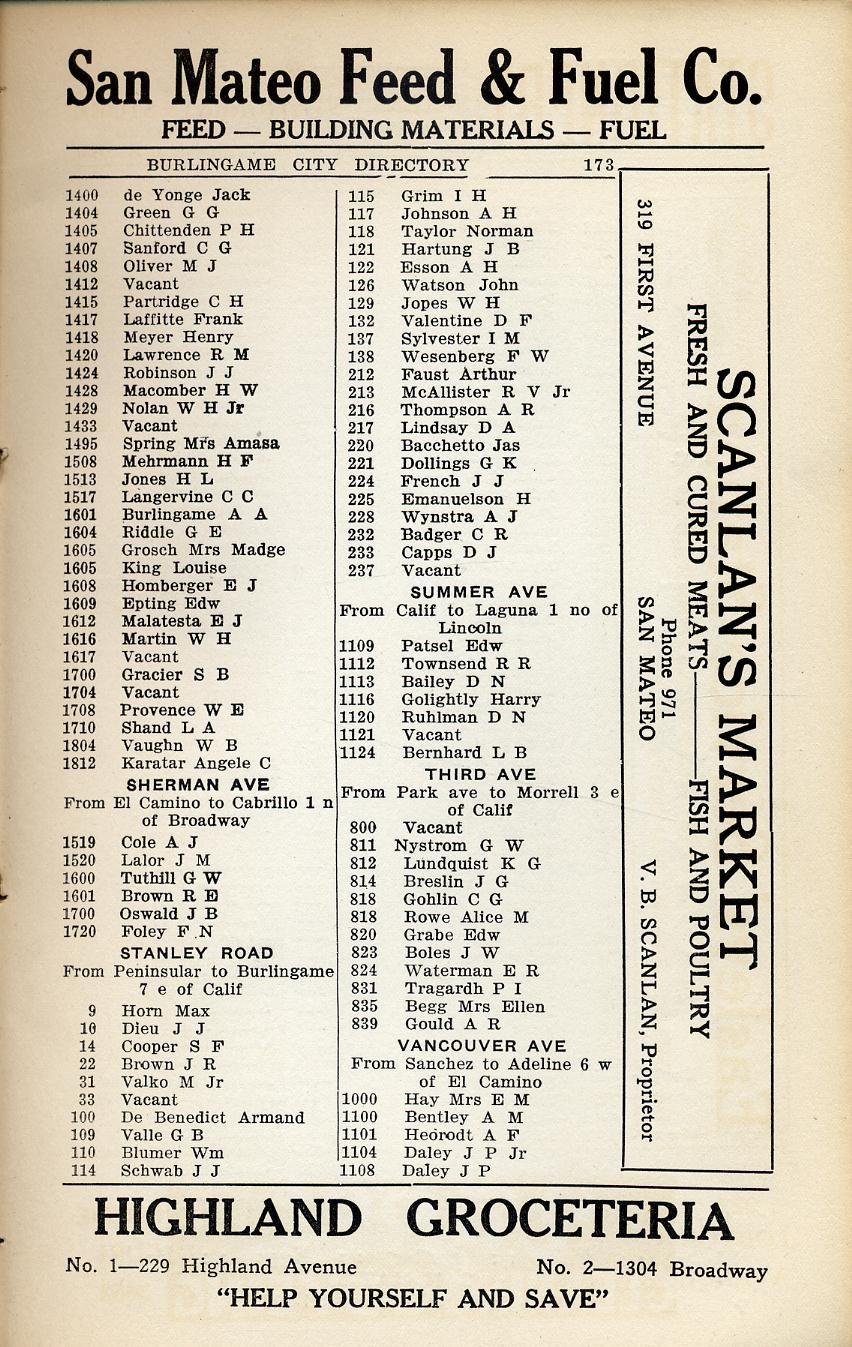 San Mateo Feed & Fuel Co.
FEED — BUILDING MATERIALS — FUEL
BURLINGAME CITY DIRECTORY 173
1400 de Yonge Jack
1404 Green G G
1405 Chittenden P H
1407 Sanford C G
1408 Oliver M J
1412 Vacant
1415 Partridge C H
1417 Laffitte Frank
1418 Meyer Henry
1420 Lawrence R M
1424 Robinson J J
1428 Macomber H W
1429 Nolan W H Jr
1433 Vacant
1495 Spring Mrs Amasa
1508 Mehrmann H F
1513 Jones H L
1517 Langervine C C
1601 Burlingame A A
1604 Riddle G E
1605 Grosch Mrs Madge
1605 King Louise
1608 Homberger E J
1609 Epting Edw
1612 Malatesta E J
1616 Martin W H
1617 Vacant
1700 Gracier S B
1704 Vacant
1708 Provence W E
1710 Shand L A
1804 Vaughn W B
1812 Karatar Angele C
SHERMAN AVE
From El Camino to Cabrillo 1 n
of Broadway
1519 Cole A J
1520 Lalor J M
1600 Tuthill G W
1601 Brown R E
1700 Oswald J B
1720 Foley F N
STANLEY ROAD
From Peninsular to Burlingame
7 e of Calif
9 Horn Max
10 Dieu J J
14 Cooper S F
22 Brown J R
31 Valko M Jr
33 Vacant
100 De Benedict Armand
109 Valle G B
110 Blumer Wm
114 Schwab J J
115 Grim I H
117 Johnson A H
118 Taylor Norman
121 Hartung J B
122 Esson A H
126 Watson John
129 Jopes W H
132 Valentine D F
137 Sylvester I M
138 Wesenberg F W
212 Faust Arthur
213 McAllister R V Jr
216 Thompson A R
217 Lindsay D A
220 Bacchetto Jas
221 Dollings G K
224 French J J
225 Emanuelson H
228 Wynstra A J
232 Badger C R
233 Capps D J
237 Vacant
SUMMER AVE
From Calif to Laguna 1 no of
Lincoln
1109 Patsel Edw
1112 Townsend R R
1113 Bailey D N
1116 Golightly Harry
1120 Ruhlman D N
1121 Vacant
1124 Bernhard L B
THIRD AVE
From Park ave to Morrell 3 e
of Calif
800 Vacant
811 Nystrom G W
812 Lundquist K G
814 Breslin J G
818 Gohlin C G
818 Rowe Alice M
820 Grabe Edw
823 Boles J W
824 Waterman E R
831 Tragardh P I
835 Begg Mrs Ellen
839 Gould A R
VANCOUVER AVE
From Sanchez to Adeline 6 w
of El Camino
1000 Hay Mrs E M
1100 Bentley A M
1101 Heorodt A F
1104 Daley J P Jr
1108 Daley J P
SCANLAN'S MARKET
FRESH AND CURED MEATS—FISH AND POULTRY
Phone 971
319 FIRST AVENUE SAN MATEO V. B. SCANLAN, Proprietor
HIGHLAND GROCETERIA
No. 1—229 Highland Avenue No. 2—1304 Broadway
“HELP YOURSELF AND SAVE”